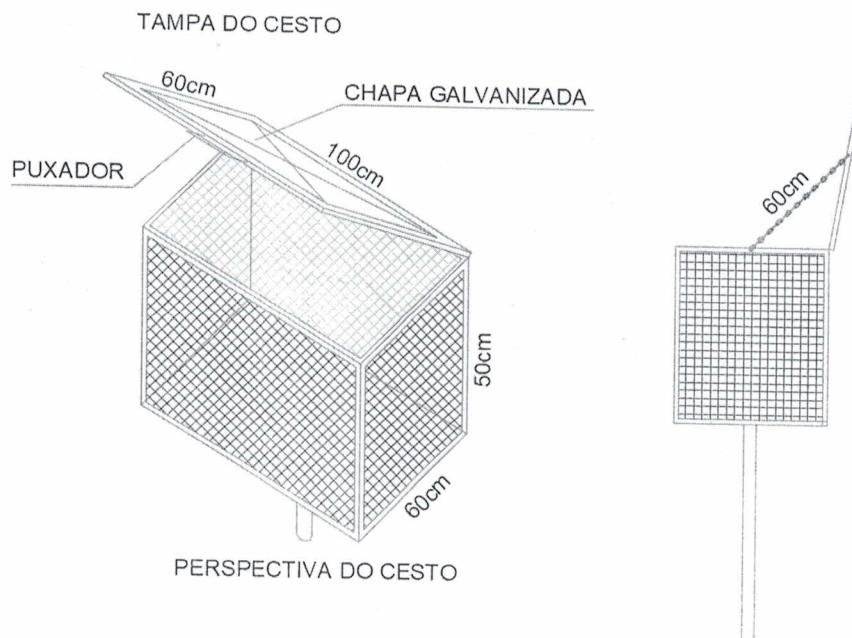 TAMPA DO CESTO
60cm
CHAPA GALVANIZADA
PUXADOR
100cm
60cm
50cm
60cm
PERSPECTIVA DO CESTO